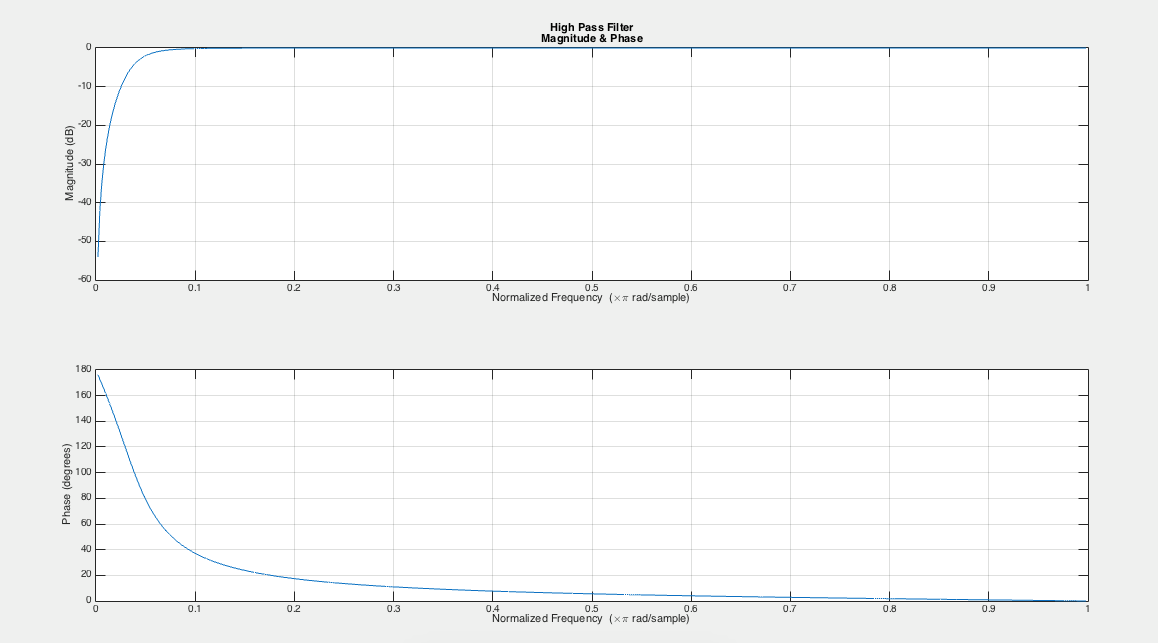 High Pass Filter
Magnitude & Phase
0
-10
-20
-30
-40
-50
-60
Magnitude (dB)
0 0.1 0.2 0.3 0.4 0.5 0.6 0.7 0.8 0.9 1
Normalized Frequency (×π rad/sample)
180
160
140
120
100
80
60
40
20
0
Phase (degrees)
0 0.1 0.2 0.3 0.4 0.5 0.6 0.7 0.8 0.9 1
Normalized Frequency (×π rad/sample)